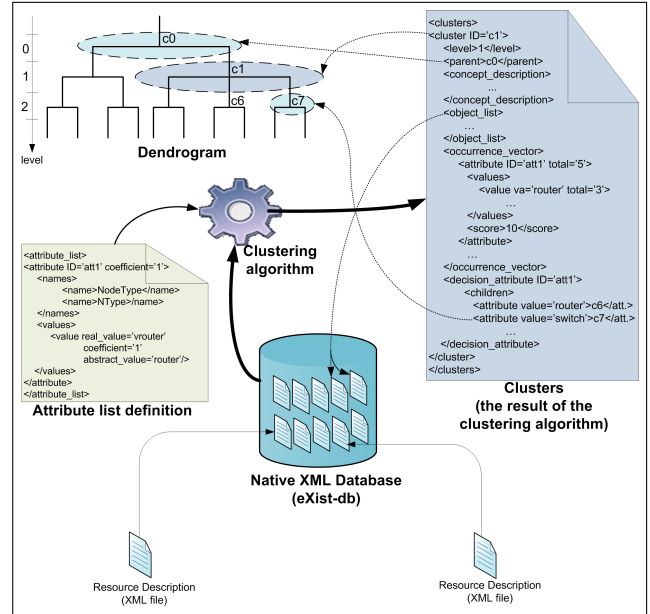 0
1
2
level
c0
c1
c6
c7
Dendrogram
<clusters>
<cluster ID='c1'>
<level>1</level>
<parent>c0</parent>
<concept_description>
...
</concept_description>
<object_list>
...
</object_list>
<occurrence_vector>
<attribute ID='att1' total='5'>
<values>
<value va='router' total='3'>
...
</values>
<score>10</score>
</attribute>
...
</occurrence_vector>
<decision_attribute ID='att1'>
<children>
<attribute value='router'>c6</att.>
<attribute value='switch'>c7</att.>
...
</decision_attribute>
</cluster>
</clusters>
Clusters
(the result of the
clustering algorithm)
Clustering
algorithm
<attribute_list>
<attribute ID='att1' coefficient='1'>
<names>
<name>NodeType</name>
<name>NType>/name>
</names>
<values>
<value real_value='vrouter'
coefficient='1'
abstract_value='router'/>
</values>
</attribute>
</attribute_list>
Attribute list definition
Native XML Database
(eXist-db)
Resource Description
(XML file)
Resource Description
(XML file)